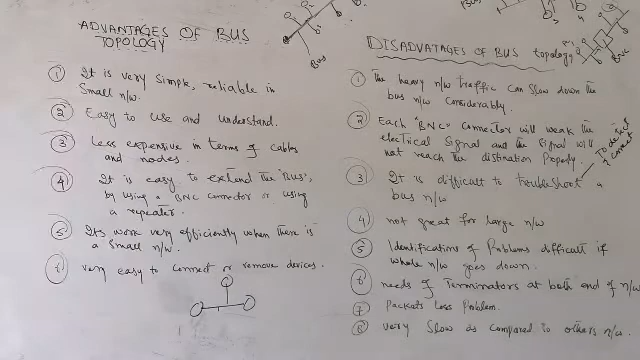 ADVANTAGES OF BUS
TOPOLOGY
Bus
① It is very simple, reliable in
Small n/w.
② Easy to use and understand.
③ Less expensive in terms of cables
and nodes.
④ It is easy to extend the "BUS",
by using a BNC connector or using
a repeater.
⑤ Its work very efficiently when there is
a small n/w.
⑥ very easy to connect or remove devices.
BUS
BNC
DISADVATAGES OF BUS topology
① The heavy n/w traffic can slow down the
bus n/w Considerably.
② Each "BNC" Connector will weak the
electrical Signal and the signal will
not reach the distination Properly.
③ It is difficult to troubleshoot a
bus n/w
To detect
& correct
④ not great for large n/w
⑤ Identifications of Problems difficult if
whole n/w goes down.
⑥ needs of Terminators at both end of n/w
⑦ Packets Loss Problem.
⑧ very Slow as compared to others n/w.